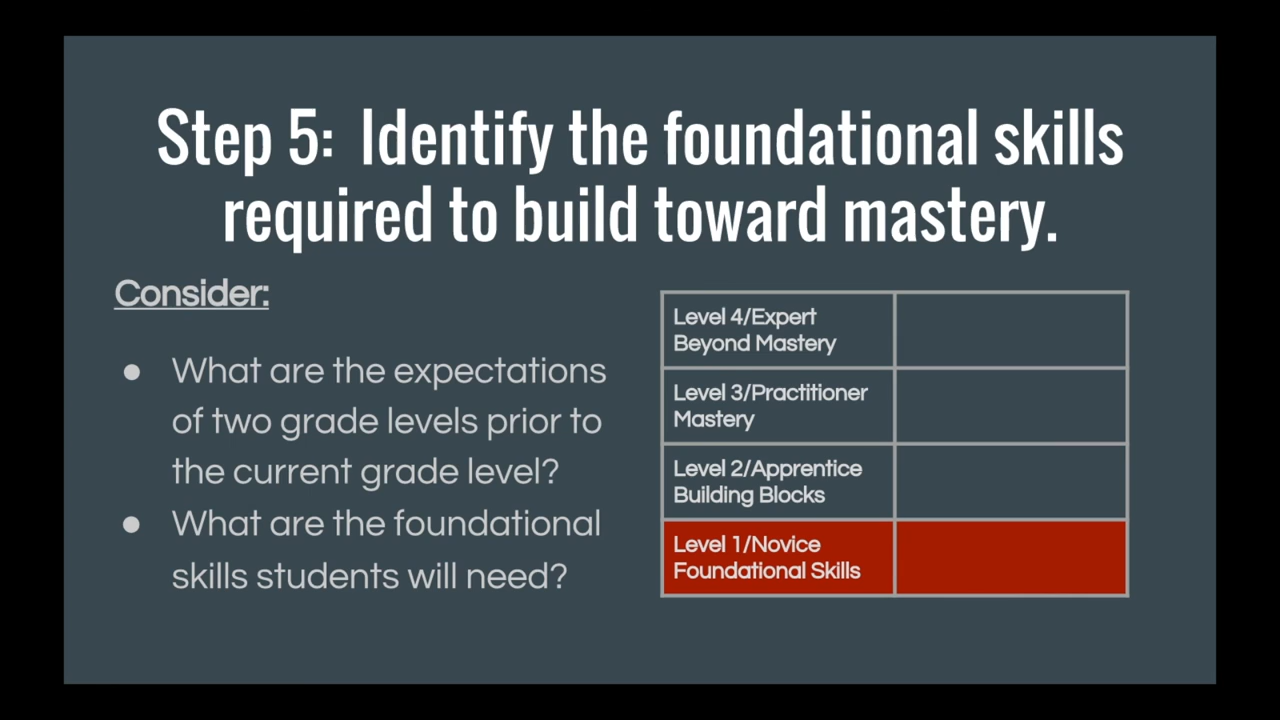 Step 5: Identify the foundational skills
required to build toward mastery.
Consider:
● What are the expectations
of two grade levels prior to
the current grade level?
● What are the foundational
skills students will need?
Level 4/Expert
Beyond Mastery
Level 3/Practitioner
Mastery
Level 2/Apprentice
Building Blocks
Level 1/Novice
Foundational Skills